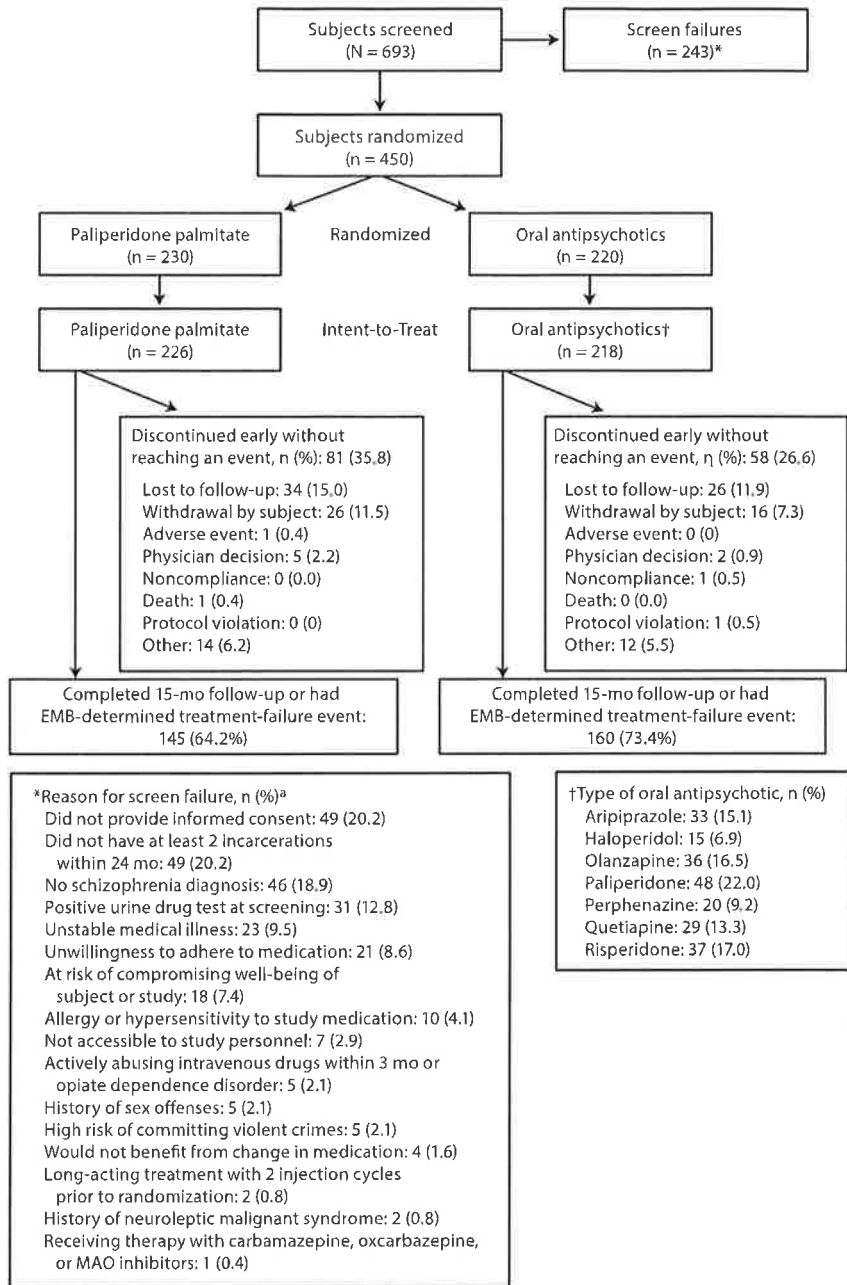 Subjects screened
(N = 693)
Screen failures
(n = 243)*
Subjects randomized
(n = 450)
Paliperidone palmitate
(n = 230)
Randomized
Oral antipsychotics
(n = 220)
Paliperidone palmitate
(n = 226)
Intent-to-Treat
Oral antipsychotics†
(n = 218)
Discontinued early without
reaching an event, n (%): 81 (35.8)
Lost to follow-up: 34 (15.0)
Withdrawal by subject: 26 (11.5)
Adverse event: 1 (0.4)
Physician decision: 5 (2.2)
Noncompliance: 0 (0.0)
Death: 1 (0.4)
Protocol violation: 0 (0)
Other: 14 (6.2)
Discontinued early without
reaching an event, η (%): 58 (26.6)
Lost to follow-up: 26 (11.9)
Withdrawal by subject: 16 (7.3)
Adverse event: 0 (0)
Physician decision: 2 (0.9)
Noncompliance: 1 (0.5)
Death: 0 (0.0)
Protocol violation: 1 (0.5)
Other: 12 (5.5)
Completed 15-mo follow-up or had
EMB-determined treatment-failure event:
145 (64.2%)
Completed 15-mo follow-up or had
EMB-determined treatment-failure event:
160 (73.4%)
*Reason for screen failure, n (%)a
Did not provide informed consent: 49 (20.2)
Did not have at least 2 incarcerations
within 24 mo: 49 (20.2)
No schizophrenia diagnosis: 46 (18.9)
Positive urine drug test at screening: 31 (12.8)
Unstable medical illness: 23 (9.5)
Unwillingness to adhere to medication: 21 (8.6)
At risk of compromising well-being of
subject or study: 18 (7.4)
Allergy or hypersensitivity to study medication: 10 (4.1)
Not accessible to study personnel: 7 (2.9)
Actively abusing intravenous drugs within 3 mo or
opiate dependence disorder: 5 (2.1)
History of sex offenses: 5 (2.1)
High risk of committing violent crimes: 5 (2.1)
Would not benefit from change in medication: 4 (1.6)
Long-acting treatment with 2 injection cycles
prior to randomization: 2 (0.8)
History of neuroleptic malignant syndrome: 2 (0.8)
Receiving therapy with carbamazepine, oxcarbazepine,
or MAO inhibitors: 1 (0.4)
†Type of oral antipsychotic, n (%)
Aripiprazole: 33 (15.1)
Haloperidol: 15 (6.9)
Olanzapine: 36 (16.5)
Paliperidone: 48 (22.0)
Perphenazine: 20 (9.2)
Quetiapine: 29 (13.3)
Risperidone: 37 (17.0)